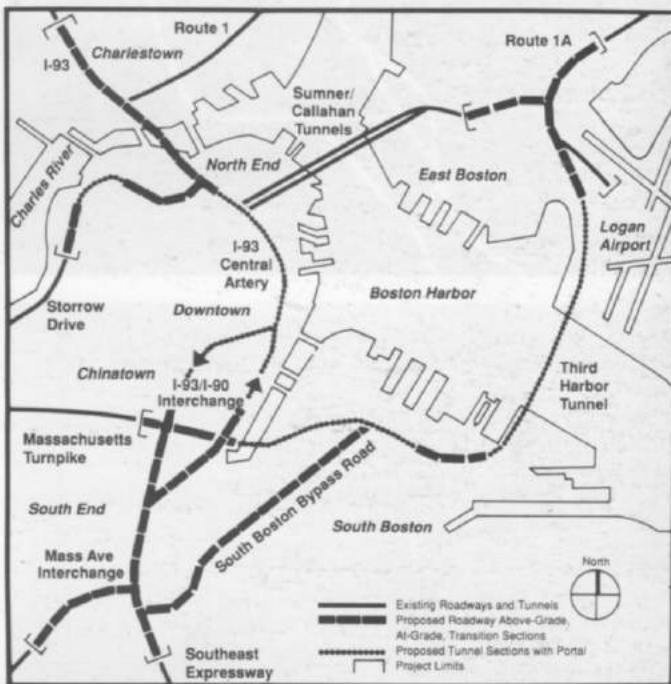 Route 1
Charlestown
Route 1A
I-93
Sumner/
Callahan
Tunnels
North End
Charles River
East Boston
Logan
Airport
I-93
Central
Artery
Boston Harbor
Storrow
Drive
Downtown
Chinatown
I-93/I-90
Interchange
Third
Harbor
Tunnel
Massachusetts
Turnpike
South Boston Bypass Road
South End
South Boston
Mass Ave
Interchange
North
Existing Roadways and Tunnels
Proposed Roadway Above-Grade,
At-Grade, Transition Sections
Proposed Tunnel Sections with Portal
Project Limits
Southeast
Expressway